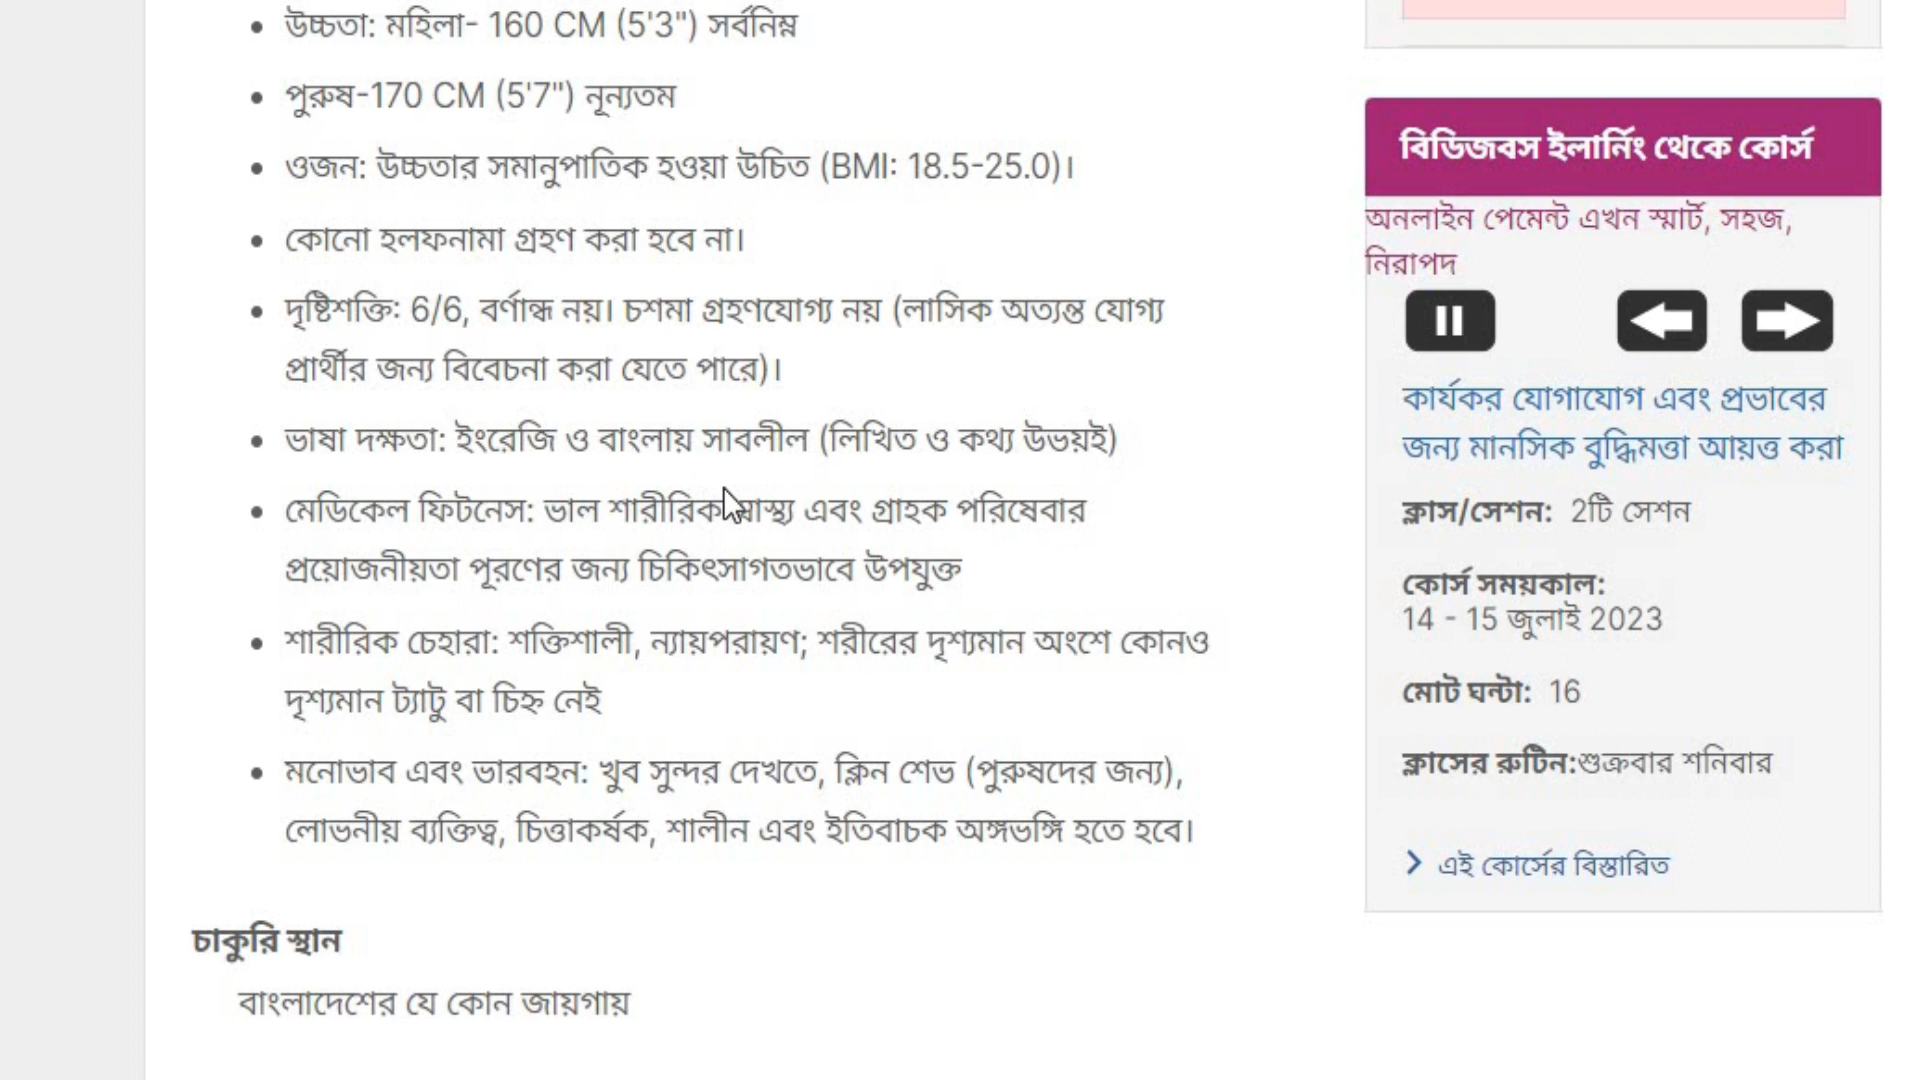 উচ্চতা: মহিলা- 160 CM (5'3") সর্বনিম্ন
পুরুষ-170 CM (5'7") নূন্যতম
ওজন: উচ্চতার সমানুপাতিক হওয়া উচিত (BMI: 18.5-25.0)।
কোনো হলফনামা গ্রহণ করা হবে না।
দৃষ্টিশক্তি: 6/6, বর্ণান্ধ নয়। চশমা গ্রহণযোগ্য নয় (লাসিক অত্যন্ত যোগ্য
প্রার্থীর জন্য বিবেচনা করা যেতে পারে)।
ভাষা দক্ষতা: ইংরেজি ও বাংলায় সাবলীল (লিখিত ও কথ্য উভয়ই)
মেডিকেল ফিটনেস: ভাল শারীরিক স্বাস্থ্য এবং গ্রাহক পরিষেবার
প্রয়োজনীয়তা পূরণের জন্য চিকিৎসাগতভাবে উপযুক্ত
শারীরিক চেহারা: শক্তিশালী, ন্যায়পরায়ণ; শরীরের দৃশ্যমান অংশে কোনও
দৃশ্যমান ট্যাটু বা চিহ্ন নেই
মনোভাব এবং ভারবহন: খুব সুন্দর দেখতে, ক্লিন শেভ (পুরুষদের জন্য),
লোভনীয় ব্যক্তিত্ব, চিত্তাকর্ষক, শালীন এবং ইতিবাচক অঙ্গভঙ্গি হতে হবে।
চাকুরি স্থান
বাংলাদেশের যে কোন জায়গায়
বিডিজবস ইলার্নিং থেকে কোর্স
অনলাইন পেমেন্ট এখন স্মার্ট, সহজ,
নিরাপদ
কার্যকর যোগাযোগ এবং প্রভাবের
জন্য মানসিক বুদ্ধিমত্তা আয়ত্ত করা
ক্লাস/সেশন: 2টি সেশন
কোর্স সময়কাল:
14 - 15 জুলাই 2023
মোট ঘন্টা: 16
ক্লাসের রুটিন:শুক্রবার শনিবার
এই কোর্সের বিস্তারিত